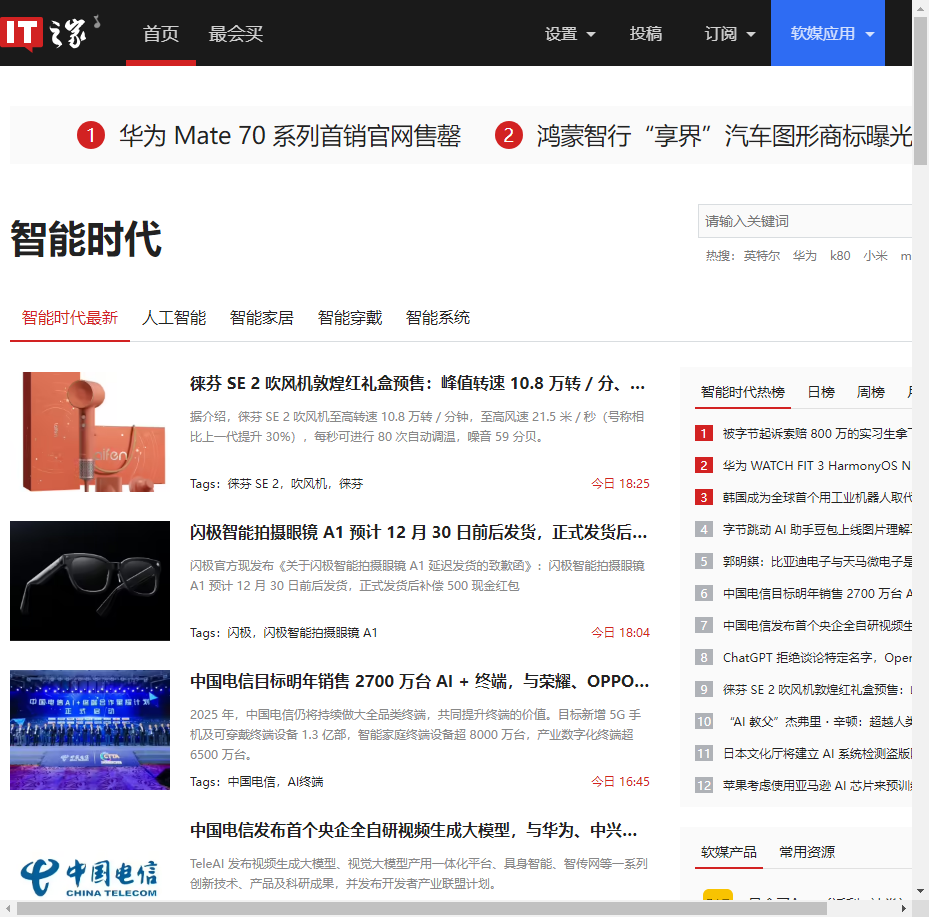 IT之家
首页
最会买
设置
投稿
订阅
软媒应用
1 华为 Mate 70 系列首销官网售罄
2 鸿蒙智行“享界”汽车图形商标曝光
智能时代
请输入关键词
热搜: 英特尔 华为 k80 小米 m
智能时代最新
人工智能
智能家居
智能穿戴
智能系统
徕芬 SE 2 吹风机敦煌红礼盒预售：峰值转速 10.8 万转 / 分、...
据介绍，徕芬 SE 2 吹风机至高转速 10.8 万转 / 分钟，至高风速 21.5 米 / 秒（号称相
比上一代提升 30%），每秒可进行 80 次自动调温，噪音 59 分贝。
Tags：徕芬 SE 2，吹风机，徕芬
今日 18:25
闪极智能拍摄眼镜 A1 预计 12 月 30 日前后发货，正式发货后...
闪极官方现发布《关于闪极智能拍摄眼镜 A1 延迟发货的致歉函》：闪极智能拍摄眼镜
A1 预计 12 月 30 日前后发货，正式发货后补偿 500 现金红包
Tags：闪极，闪极智能拍摄眼镜 A1
今日 18:04
中国电信AI+终端合作星辰计划
正式启动
中国电信
中国电信目标明年销售 2700 万台 AI + 终端，与荣耀、OPPO...
2025 年，中国电信仍将持续做大全品类终端，共同提升终端的价值。目标新增 5G 手
机及可穿戴终端设备 1.3 亿部，智能家庭终端设备超 8000 万台，产业数字化终端超
6500 万台。
Tags：中国电信，AI终端
今日 16:45
中国电信
CHINA TELECOM
中国电信发布首个央企全自研视频生成大模型，与华为、中兴...
TeleAI 发布视频生成大模型、视觉大模型产用一体化平台、具身智能、智传网等一系列
创新技术、产品及科研成果，并发布开发者产业联盟计划。
智能时代热榜
日榜
周榜
1 被字节起诉索赔 800 万的实习生拿
2 华为 WATCH FIT 3 HarmonyOS N
3 韩国成为全球首个用工业机器人取代
4 字节跳动 AI 助手豆包上线图片理解
5 郭明錤：比亚迪电子与天马微电子是
6 中国电信目标明年销售 2700 万台 A
7 中国电信发布首个央企全自研视频生
8 ChatGPT 拒绝谈论特定名字，Oper
9 徕芬 SE 2 吹风机敦煌红礼盒预售：
10 “AI 教父”杰弗里・辛顿：超越人类
11 日本文化厅将建立 AI 系统检测盗版
12 苹果考虑使用亚马逊 AI 芯片来预训
软媒产品
常用资源